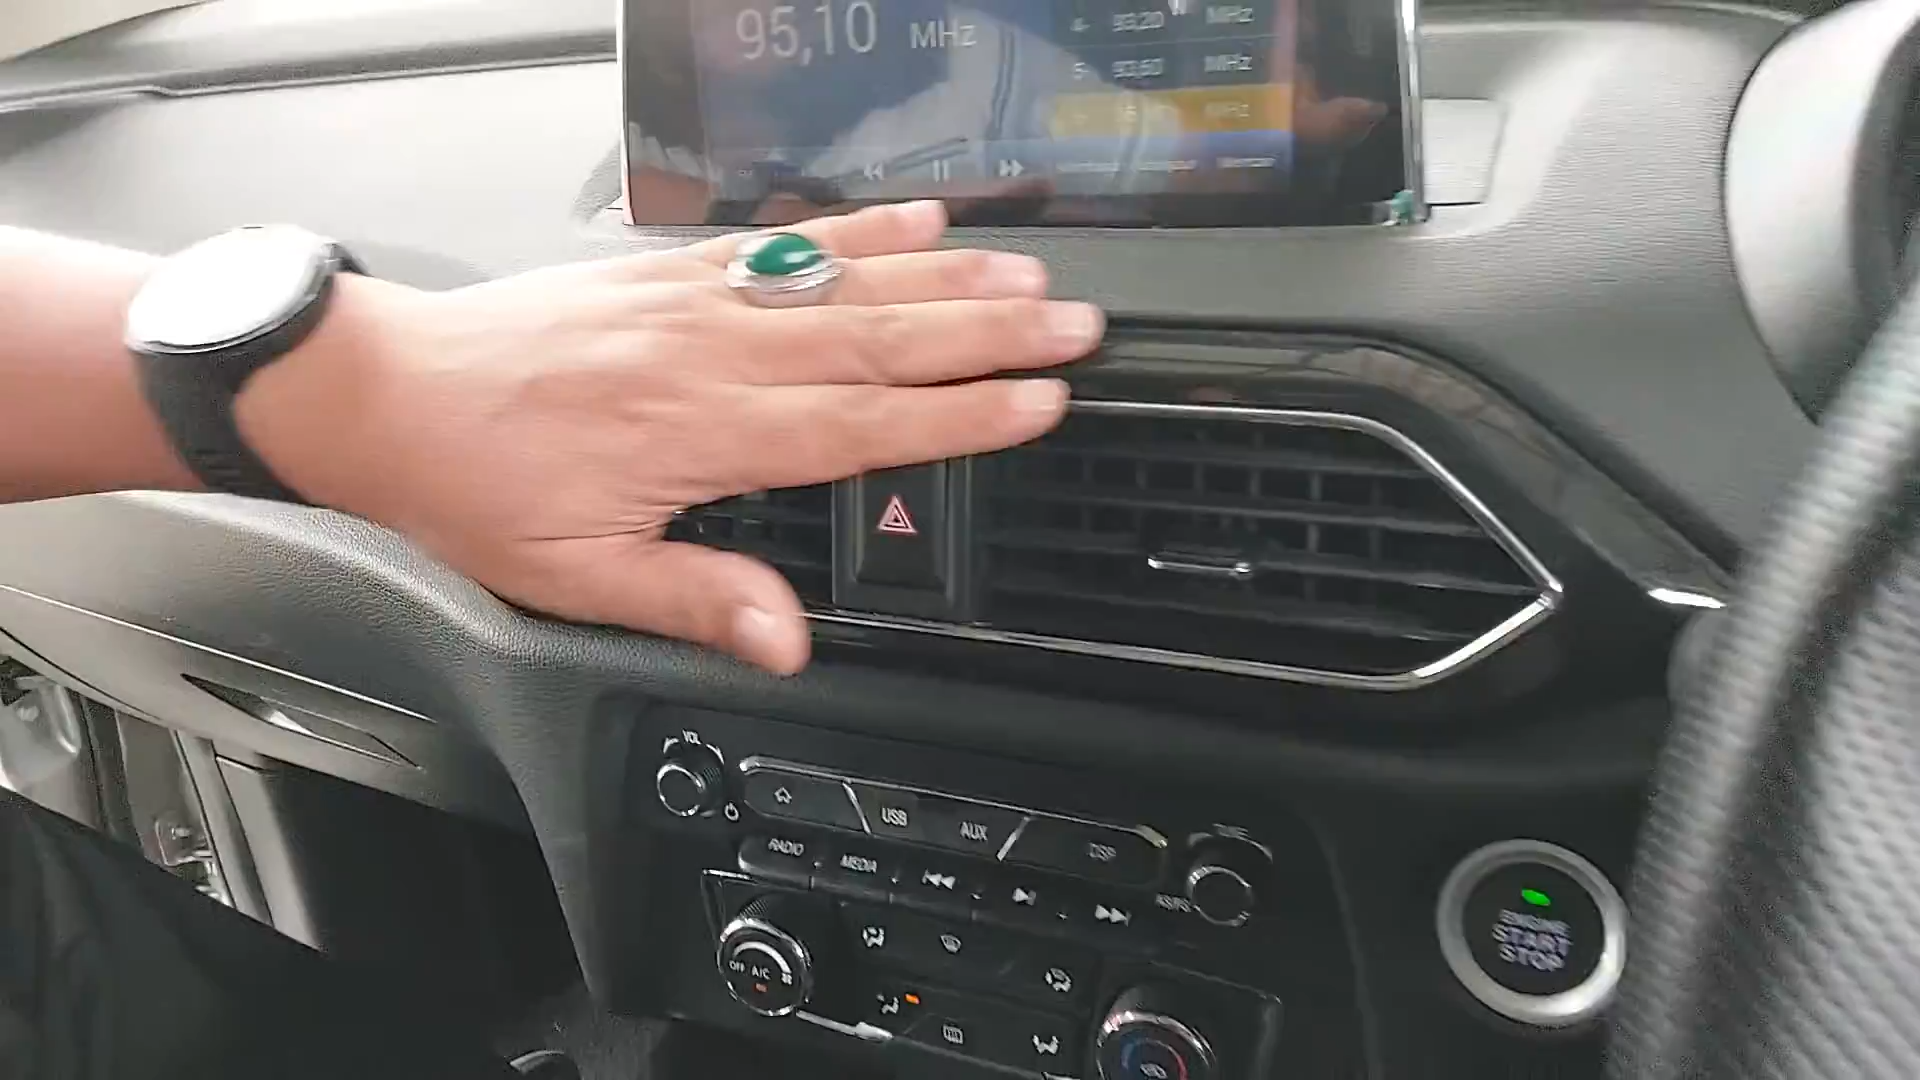 95,10 MHz
4 93,20 MHz
5 93,60 MHz
MHz
VOL
USB AUX DSP
RADIO MEDIA
OFF A/C
ENGINE
START
STOP